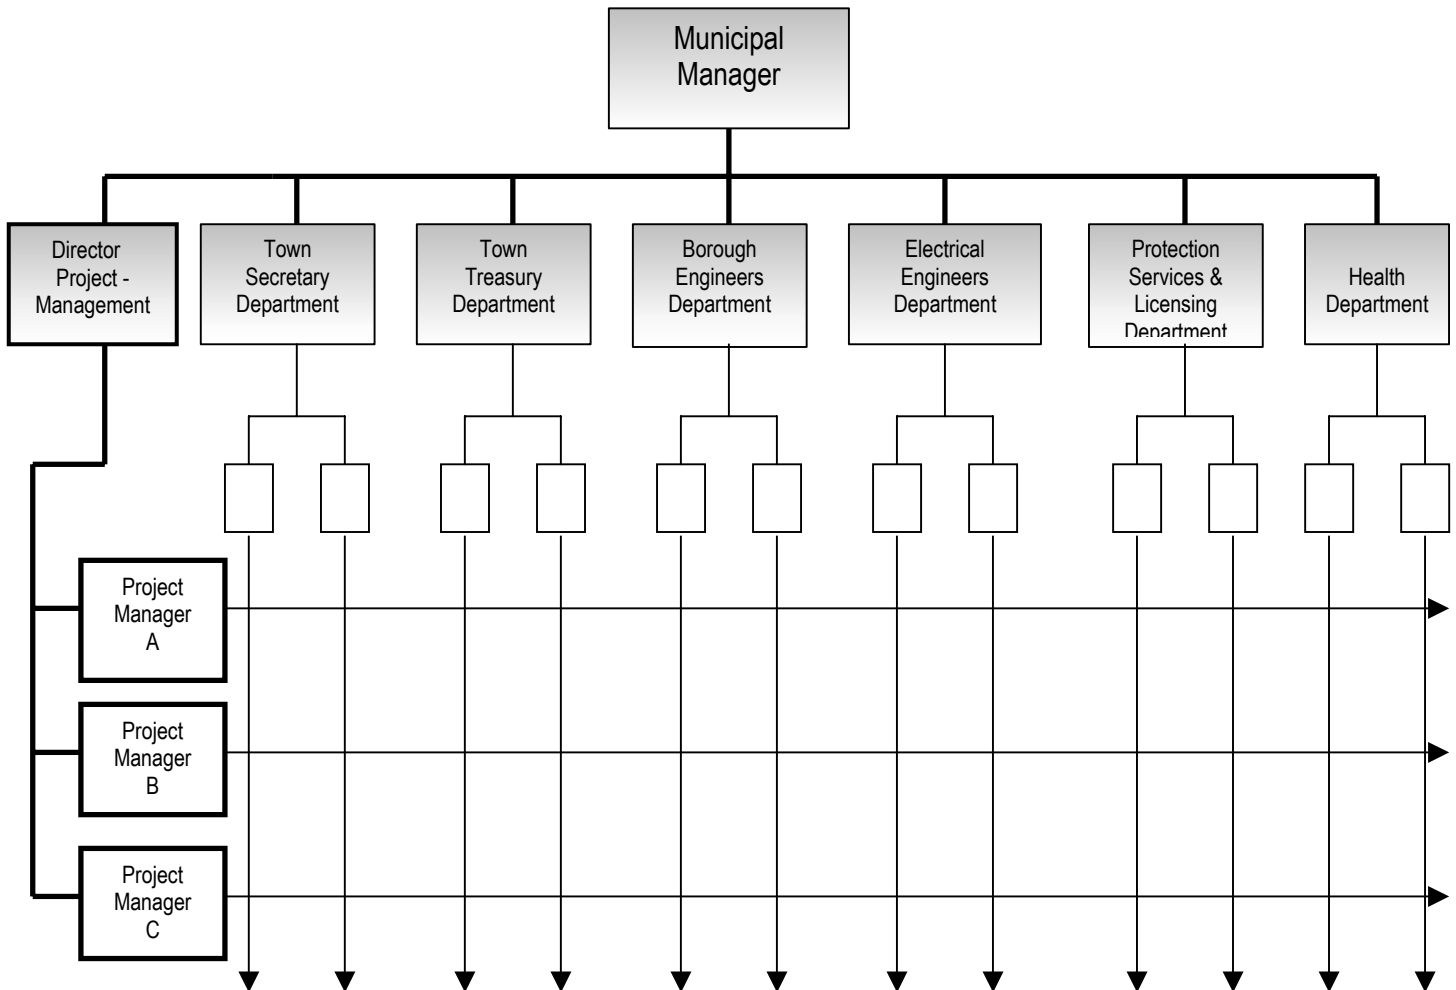 Municipal
Manager
Director
Project -
Management
Town
Secretary
Department
Town
Treasury
Department
Borough
Engineers
Department
Electrical
Engineers
Department
Protection
Services &
Licensing
Department
Health
Department
Project
Manager
A
Project
Manager
B
Project
Manager
C